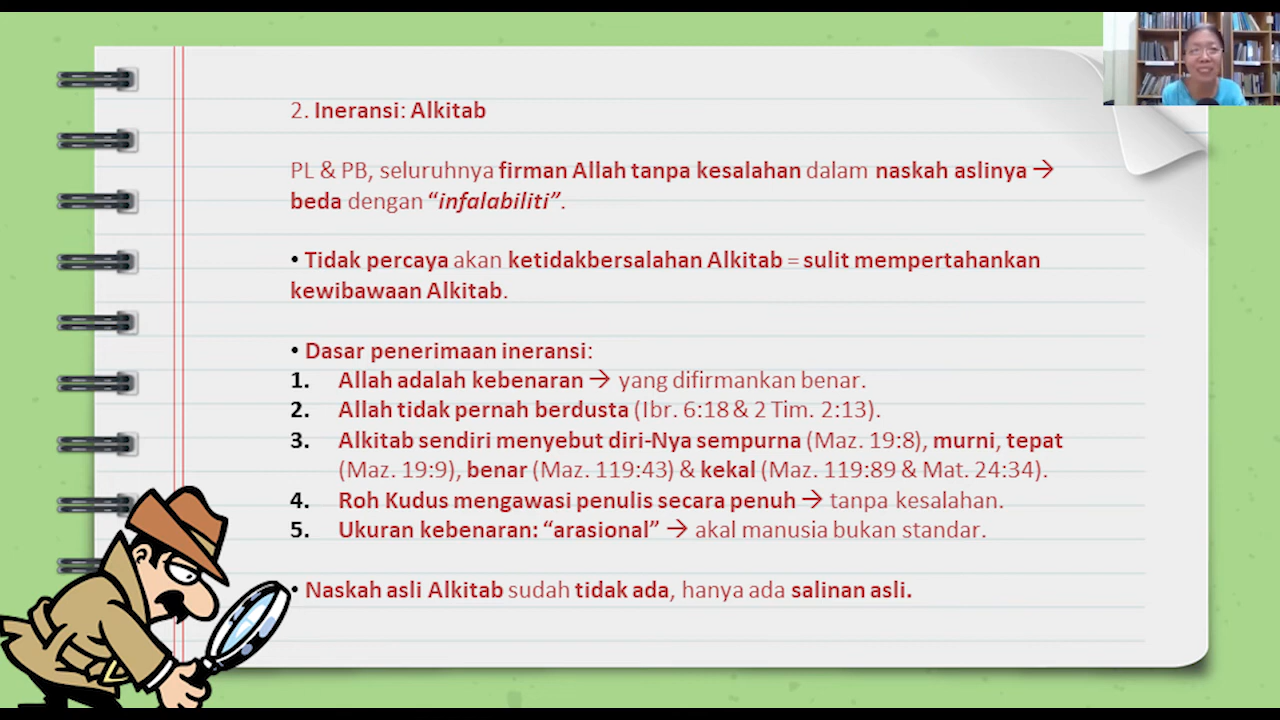 2. Ineransi: Alkitab
PL & PB, seluruhnya firman Allah tanpa kesalahan dalam naskah aslinya →
beda dengan “infalabiliti”.
• Tidak percaya akan ketidakbersalahan Alkitab = sulit mempertahankan
kewibawaan Alkitab.
• Dasar penerimaan ineransi:
1. Allah adalah kebenaran → yang difirmankan benar.
2. Allah tidak pernah berdusta (Ibr. 6:18 & 2 Tim. 2:13).
3. Alkitab sendiri menyebut diri-Nya sempurna (Maz. 19:8), murni, tepat
(Maz. 19:9), benar (Maz. 119:43) & kekal (Maz. 119:89 & Mat. 24:34).
4. Roh Kudus mengawasi penulis secara penuh → tanpa kesalahan.
5. Ukuran kebenaran: “arasional” → akal manusia bukan standar.
• Naskah asli Alkitab sudah tidak ada, hanya ada salinan asli.